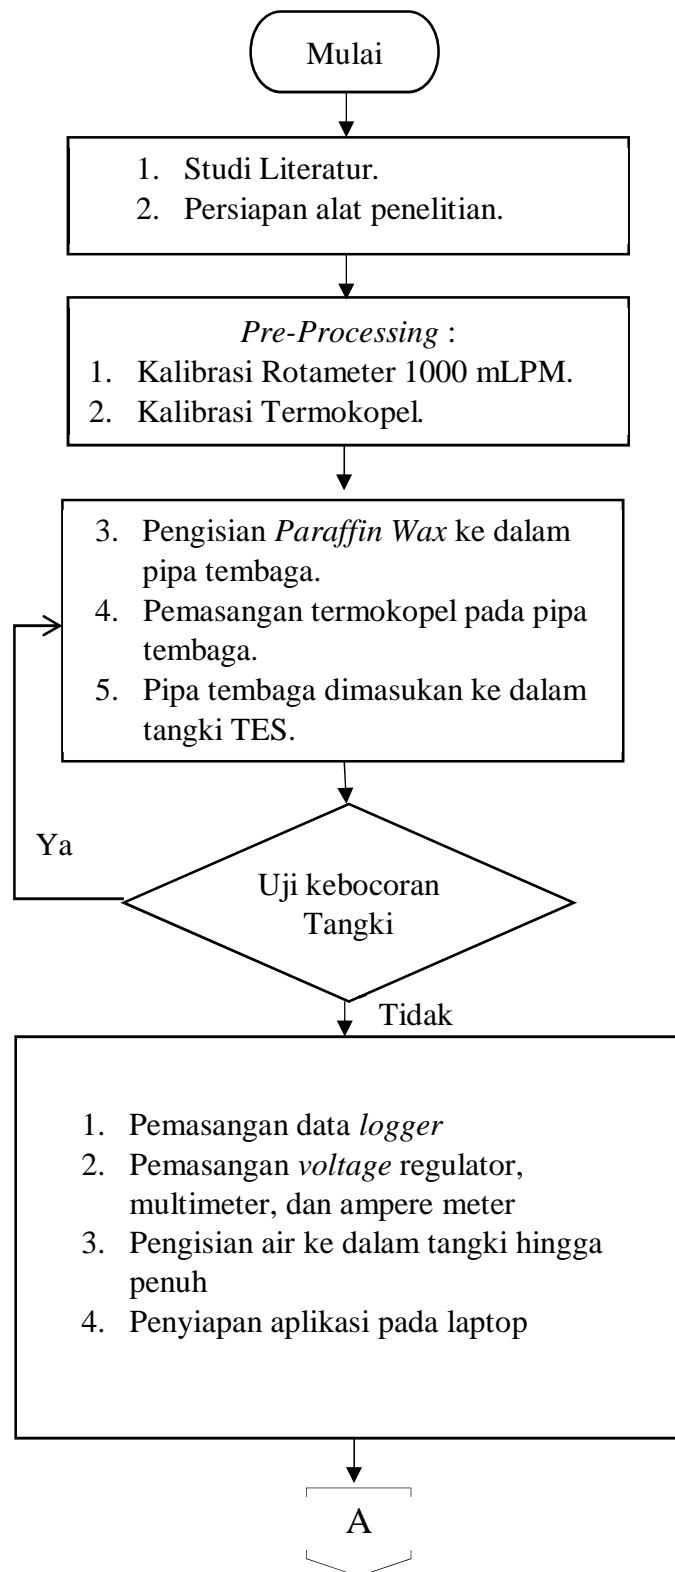 Mulai
1. Studi Literatur.
2. Persiapan alat penelitian.
Pre-Processing :
1. Kalibrasi Rotameter 1000 mLPM.
2. Kalibrasi Termokopel.
3. Pengisian Paraffin Wax ke dalam
pipa tembaga.
4. Pemasangan termokopel pada pipa
tembaga.
5. Pipa tembaga dimasukan ke dalam
tangki TES.
Ya
Uji kebocoran
Tangki
Tidak
1. Pemasangan data logger
2. Pemasangan voltage regulator,
multimeter, dan ampere meter
3. Pengisian air ke dalam tangki hingga
penuh
4. Penyiapan aplikasi pada laptop
A